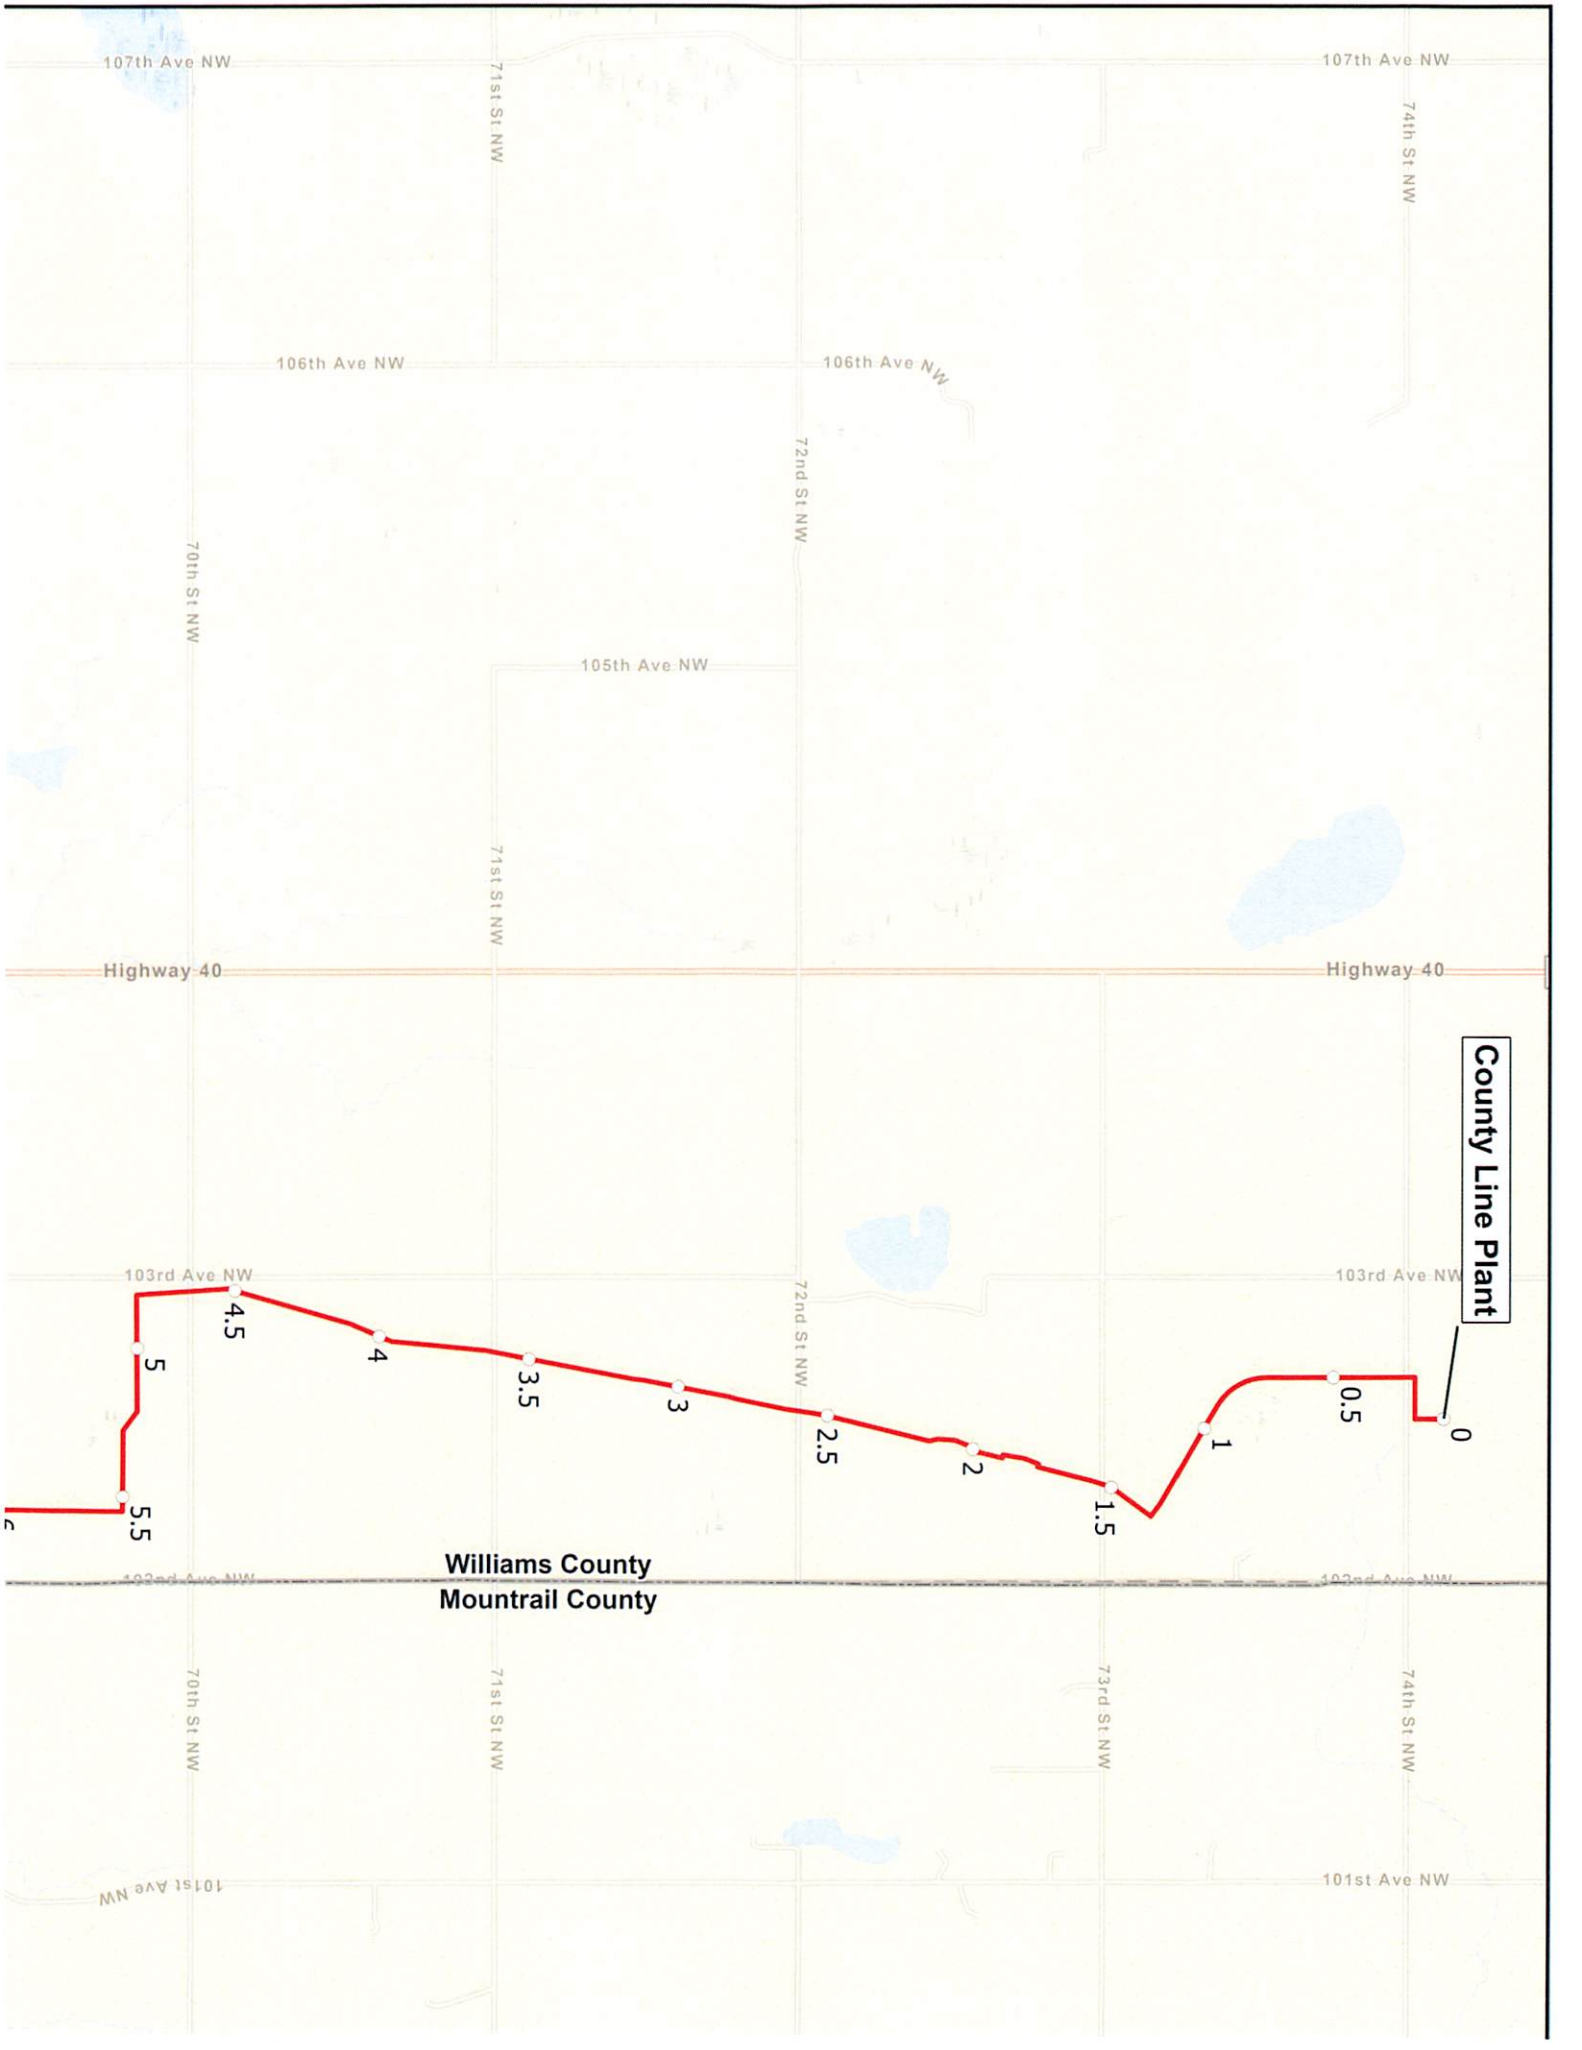 107th Ave NW
107th Ave NW
71st St NW
74th St NW
106th Ave NW
106th Ave NW
72nd St NW
70th St NW
105th Ave NW
71st St NW
Highway 40
Highway 40
County Line Plant
103rd Ave NW
103rd Ave NW
72nd St NW
0
0.5
1
1.5
2
2.5
3
3.5
4
4.5
5
5.5
Williams County
102nd Ave NW
102nd Ave NW
Mountrail County
70th St NW
71st St NW
73rd St NW
74th St NW
101st Ave NW
101st Ave NW